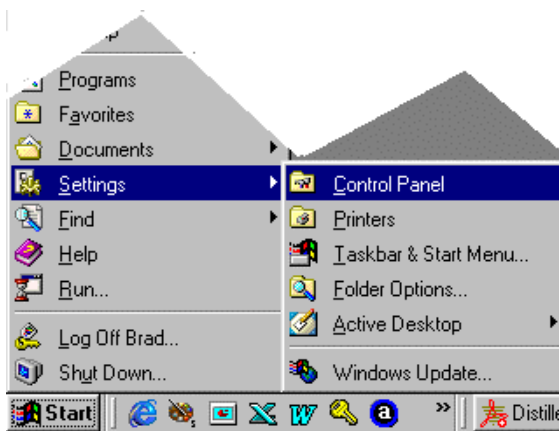 Programs
Favorites
Documents
Settings
Control Panel
Find
Printers
Help
Taskbar & Start Menu...
Run...
Folder Options...
Log Off Brad...
Active Desktop
Shut Down...
Windows Update...
Start
a
»